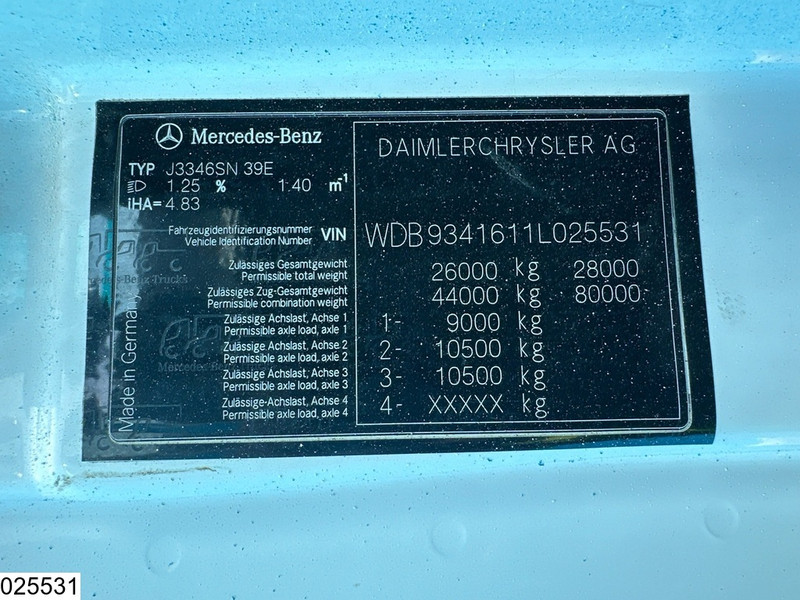 Mercedes-Benz
DAIMLERCHRYSLER AG
TYP J3346SN 39E
1.25 % 1.40 m-1
iHA= 4.83
Fahrzeugidentifizierungsnummer
Vehicle Identification Number VIN WDB9341611L025531
Zulässiges Gesamtgewicht
Permissible total weight 26000 kg 28000
Zulässiges Zug-Gesamtgewicht
Permissible combination weight 44000 kg 80000
Zulässige Achslast, Achse 1
Permissible axle load, axle 1 1- 9000 kg
Zulässige Achslast, Achse 2
Permissible axle load, axle 2 2- 10500 kg
Zulässige Achslast, Achse 3
Permissible axle load, axle 3 3- 10500 kg
Zulässige-Achslast, Achse 4
Permissible axle load, axle 4 4- XXXXX kg
Made in Germany
Mercedes-Benz Trucks
025531